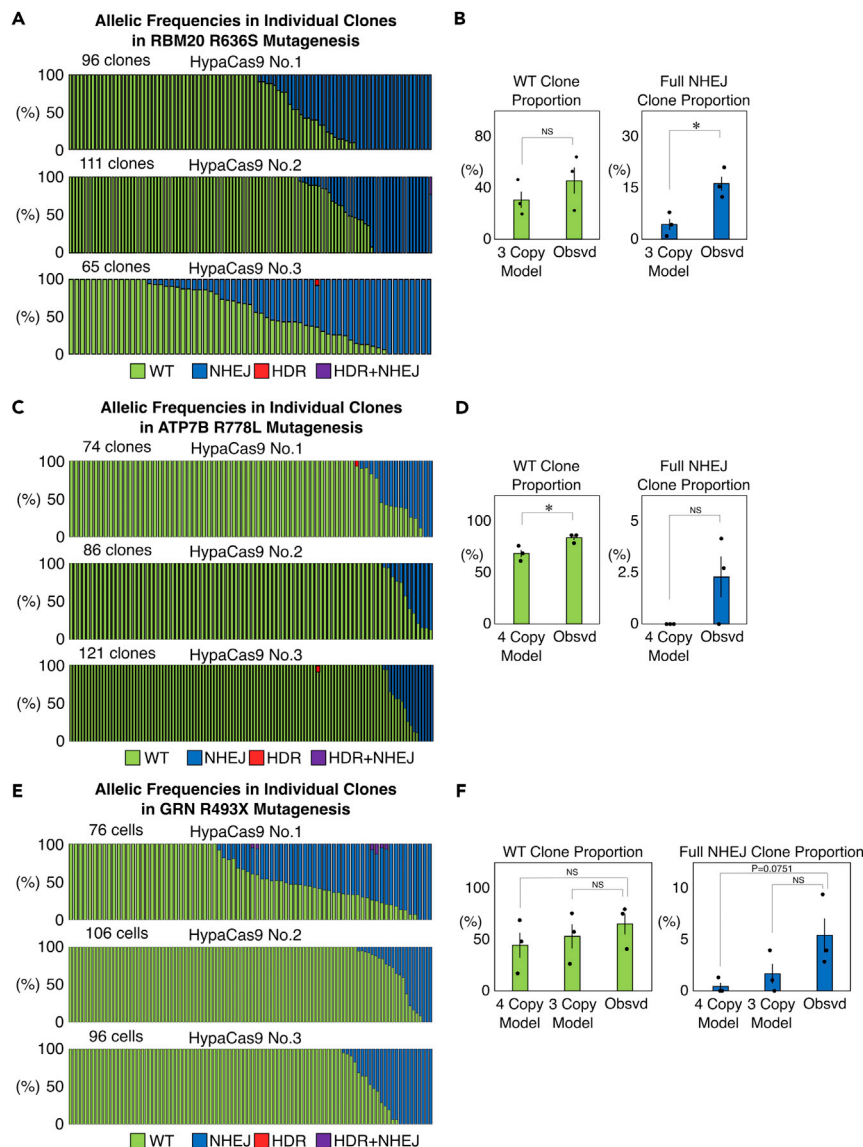 A
Allelic Frequencies in Individual Clones
in RBM20 R636S Mutagenesis
96 clones HypaCas9 No.1
100
(%) 50
0
111 clones HypaCas9 No.2
100
(%) 50
0
65 clones HypaCas9 No.3
100
(%) 50
0
WT NHEJ HDR HDR+NHEJ
B
WT Clone
Proportion
80
(%)
40
0
NS
3 Copy Obsvd
Model
Full NHEJ
Clone Proportion
30
(%)
15
0
*
3 Copy Obsvd
Model
C
Allelic Frequencies in Individual Clones
in ATP7B R778L Mutagenesis
74 clones HypaCas9 No.1
100
(%) 50
0
86 clones HypaCas9 No.2
100
(%) 50
0
121 clones HypaCas9 No.3
100
(%) 50
0
WT NHEJ HDR HDR+NHEJ
D
WT Clone
Proportion
100
(%)
50
0
*
4 Copy Obsvd
Model
Full NHEJ
Clone Proportion
5
(%)
2.5
0
NS
4 Copy Obsvd
Model
E
Allelic Frequencies in Individual Clones
in GRN R493X Mutagenesis
76 cells HypaCas9 No.1
100
(%) 50
0
106 cells HypaCas9 No.2
100
(%) 50
0
96 cells HypaCas9 No.3
100
(%) 50
0
WT NHEJ HDR HDR+NHEJ
F
WT Clone Proportion
100
(%)
50
0
NS
NS
4 Copy 3 Copy Obsvd
Model Model
Full NHEJ Clone Proportion
10
(%)
5
0
P=0.0751
NS
4 Copy 3 Copy Obsvd
Model Model